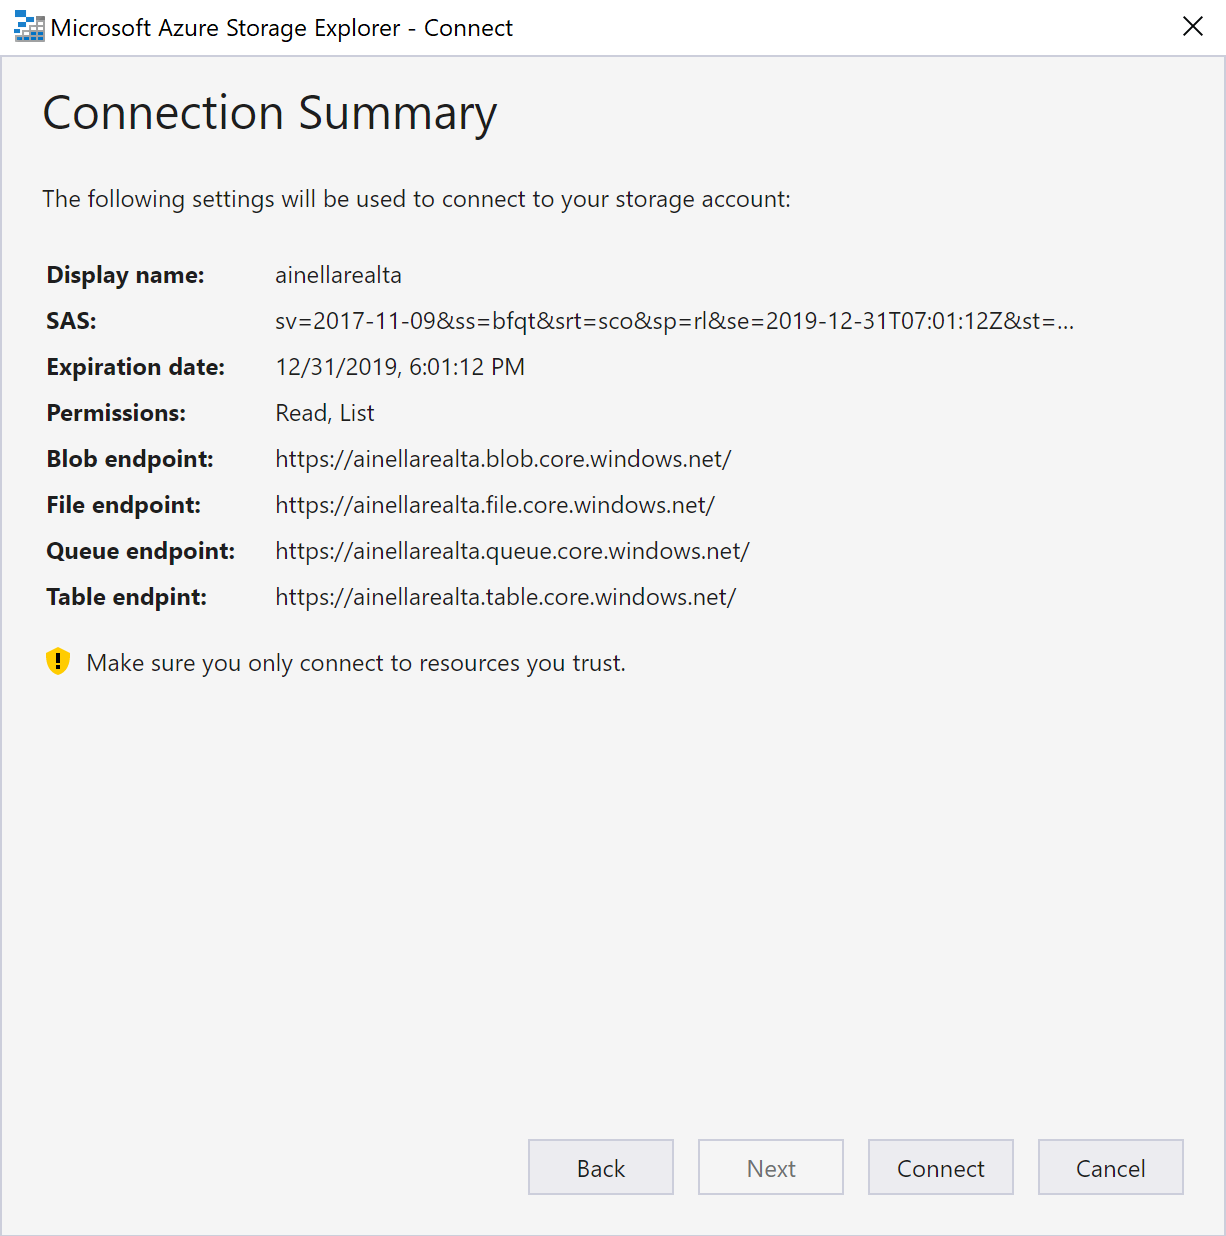 Microsoft Azure Storage Explorer - Connect
Connection Summary
The following settings will be used to connect to your storage account:
Display name: ainellarealta
SAS: sv=2017-11-09&ss=bfqt&srt=sco&sp=rl&se=2019-12-31T07:01:12Z&st=...
Expiration date: 12/31/2019, 6:01:12 PM
Permissions: Read, List
Blob endpoint: https://ainellarealta.blob.core.windows.net/
File endpoint: https://ainellarealta.file.core.windows.net/
Queue endpoint: https://ainellarealta.queue.core.windows.net/
Table endpint: https://ainellarealta.table.core.windows.net/
Make sure you only connect to resources you trust.
Back Next Connect Cancel